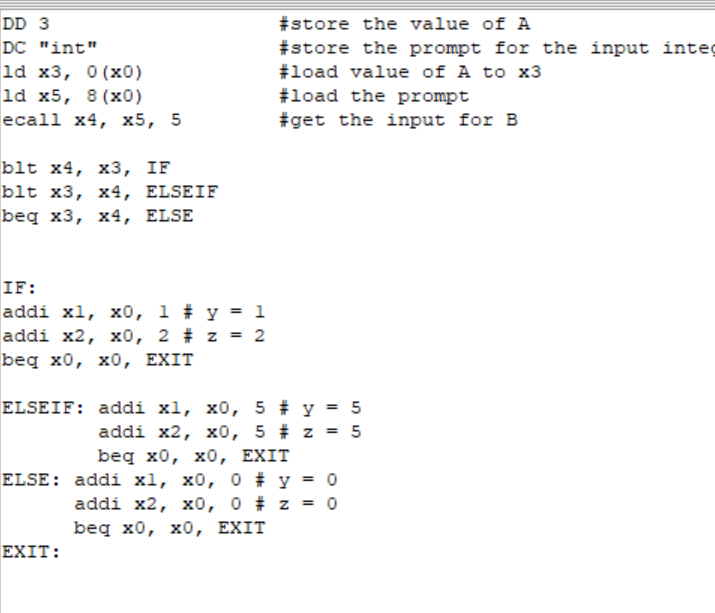 DD 3 #store the value of A
DC "int" #store the prompt for the input
ld x3, 0(x0) #load value of A to x3
ld x5, 8(x0) #load the prompt
ecall x4, x5, 5 #get the input for B
blt x4, x3, IF
blt x3, x4, ELSEIF
beq x3, x4, ELSE
IF:
addi x1, x0, 1 # y = 1
addi x2, x0, 2 # z = 2
beq x0, x0, EXIT
ELSEIF: addi x1, x0, 5 # y = 5
addi x2, x0, 5 # z = 5
beq x0, x0, EXIT
ELSE: addi x1, x0, 0 # y = 0
addi x2, x0, 0 # z = 0
beq x0, x0, EXIT
EXIT: